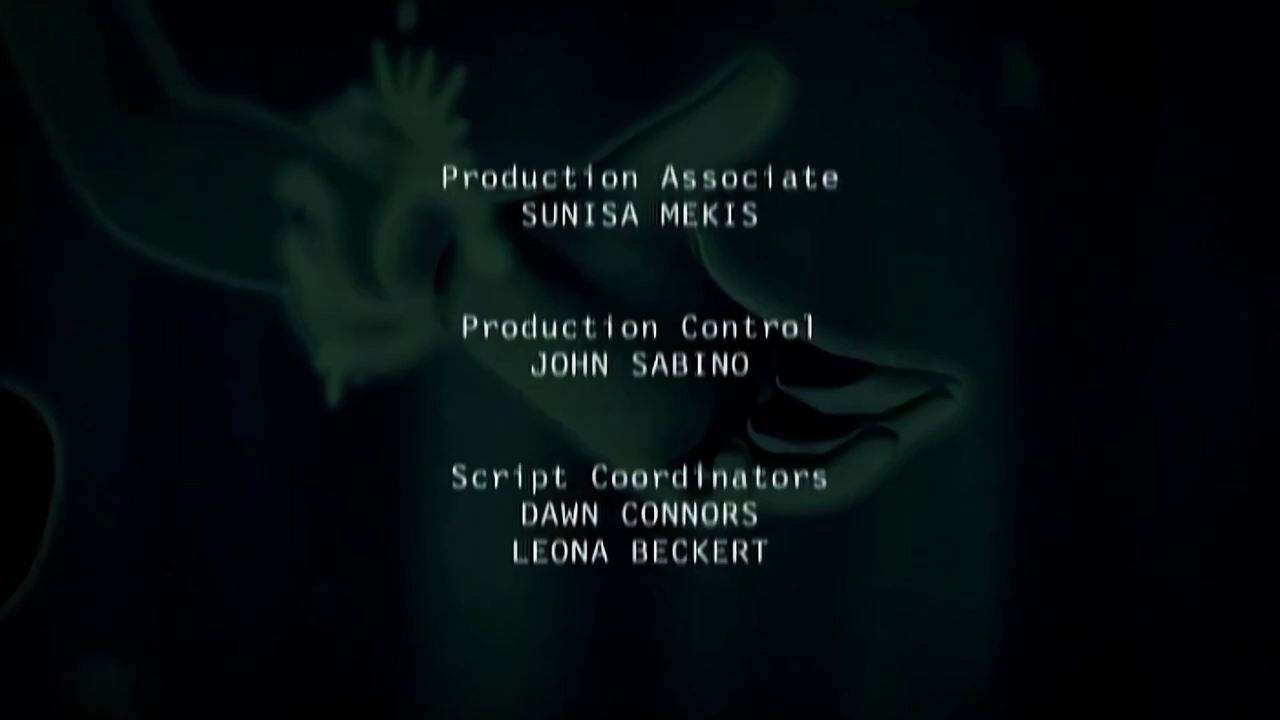 Production Associate
SUNISA MEKIS
Production Control
JOHN SABINO
Script Coordinators
DAWN CONNORS
LEONA BECKERT